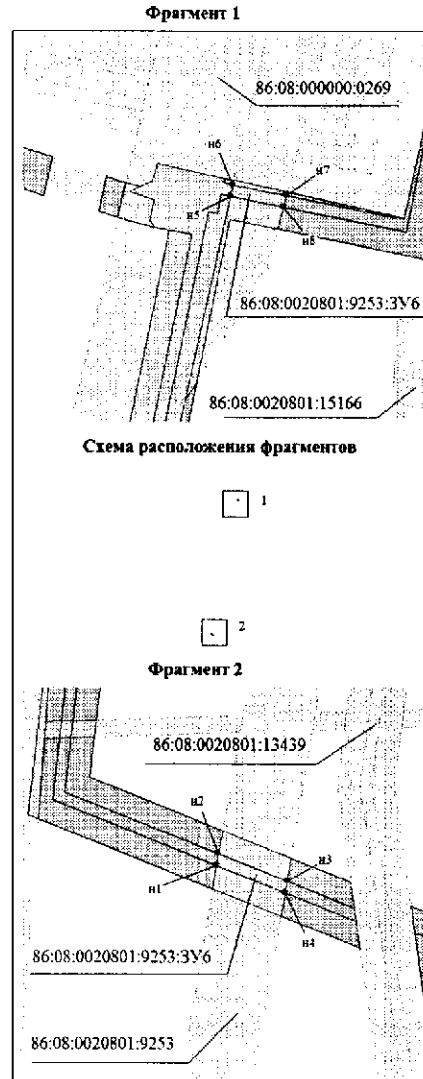 Фрагмент 1
86:08:000000:0269
н6
н7
н5
н8
86:08:0020801:9253:ЗУ6
86:08:0020801:15166
Схема расположения фрагментов
1
2
Фрагмент 2
86:08:0020801:13439
н2
н3
н1
н4
86:08:0020801:9253:ЗУ6
86:08:0020801:9253